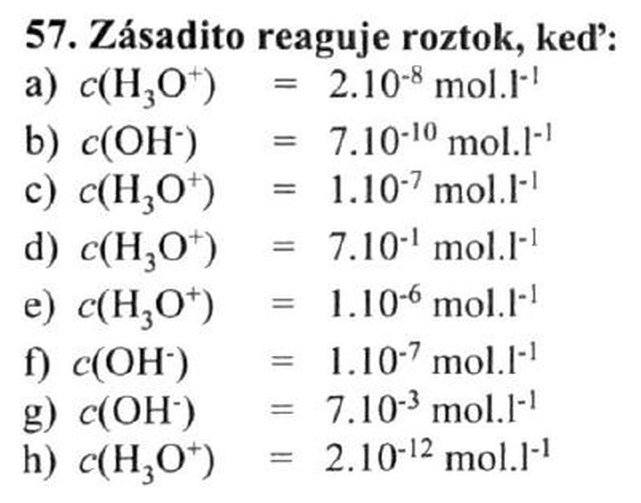 57. Zásadito reaguje roztok, keď:
a) c(H₃O⁺) = 2.10⁻⁸ mol.l⁻¹
b) c(OH⁻) = 7.10⁻¹⁰ mol.l⁻¹
c) c(H₃O⁺) = 1.10⁻⁷ mol.l⁻¹
d) c(H₃O⁺) = 7.10⁻¹ mol.l⁻¹
e) c(H₃O⁺) = 1.10⁻⁶ mol.l⁻¹
f) c(OH⁻) = 1.10⁻⁷ mol.l⁻¹
g) c(OH⁻) = 7.10⁻³ mol.l⁻¹
h) c(H₃O⁺) = 2.10⁻¹² mol.l⁻¹